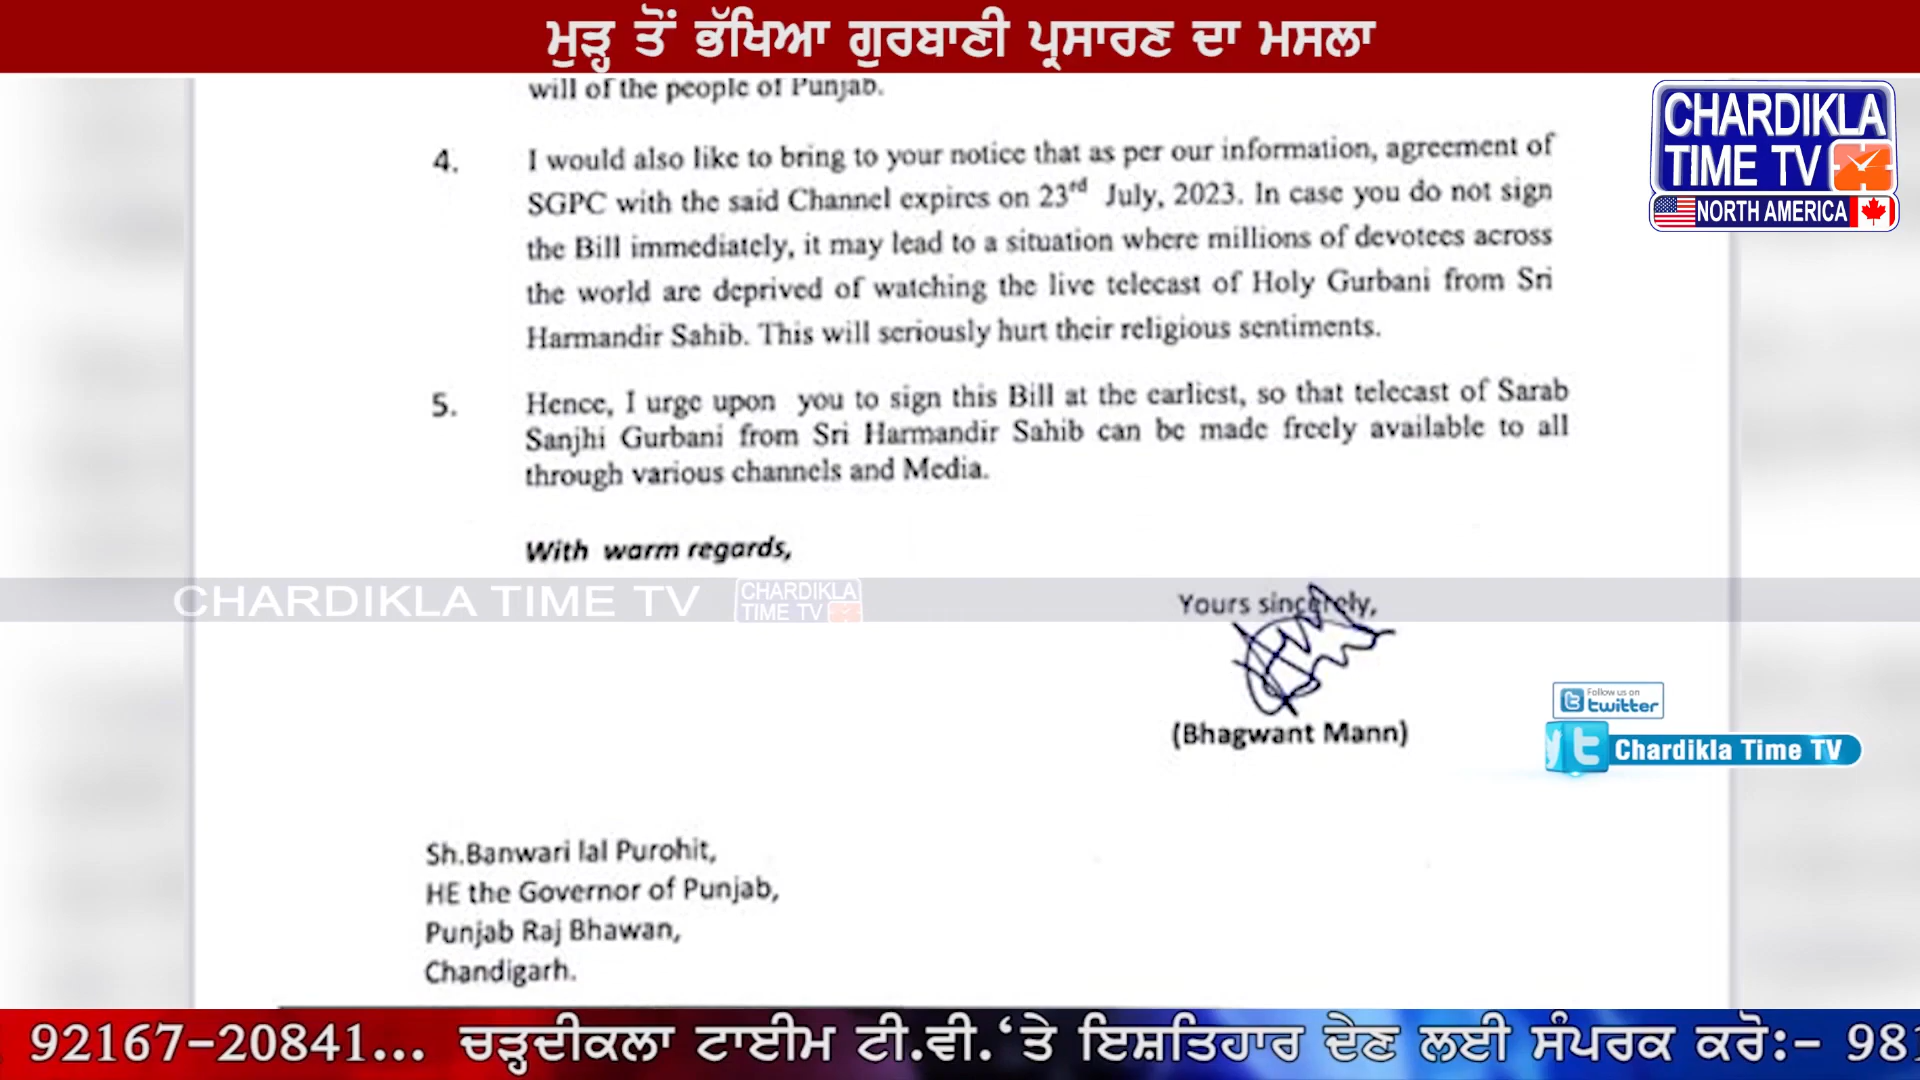 ਮੁੜ੍ਹ ਤੋਂ ਭੱਖਿਆ ਗੁਰਬਾਣੀ ਪ੍ਰਸਾਰਣ ਦਾ ਮਸਲਾ
CHARDIKLA
TIME TV
NORTH AMERICA
will of the people of Punjab.
4. I would also like to bring to your notice that as per our information, agreement of
SGPC with the said Channel expires on 23rd July, 2023. In case you do not sign
the Bill immediately, it may lead to a situation where millions of devotees across
the world are deprived of watching the live telecast of Holy Gurbani from Sri
Harmandir Sahib. This will seriously hurt their religious sentiments.
5. Hence, I urge upon you to sign this Bill at the earliest, so that telecast of Sarab
Sanjhi Gurbani from Sri Harmandir Sahib can be made freely available to all
through various channels and Media.
With warm regards,
CHARDIKLA TIME TV
CHARDIKLA
TIME TV
Yours sincerely,
(Bhagwant Mann)
Follow us on
twitter
Chardikla Time TV
Sh.Banwari lal Purohit,
HE the Governor of Punjab,
Punjab Raj Bhawan,
Chandigarh.
92167-20841... ਚੜ੍ਹਦੀਕਲਾ ਟਾਈਮ ਟੀ.ਵੀ.‘ਤੇ ਇਸ਼ਤਿਹਾਰ ਦੇਣ ਲਈ ਸੰਪਰਕ ਕਰੋ:- 981